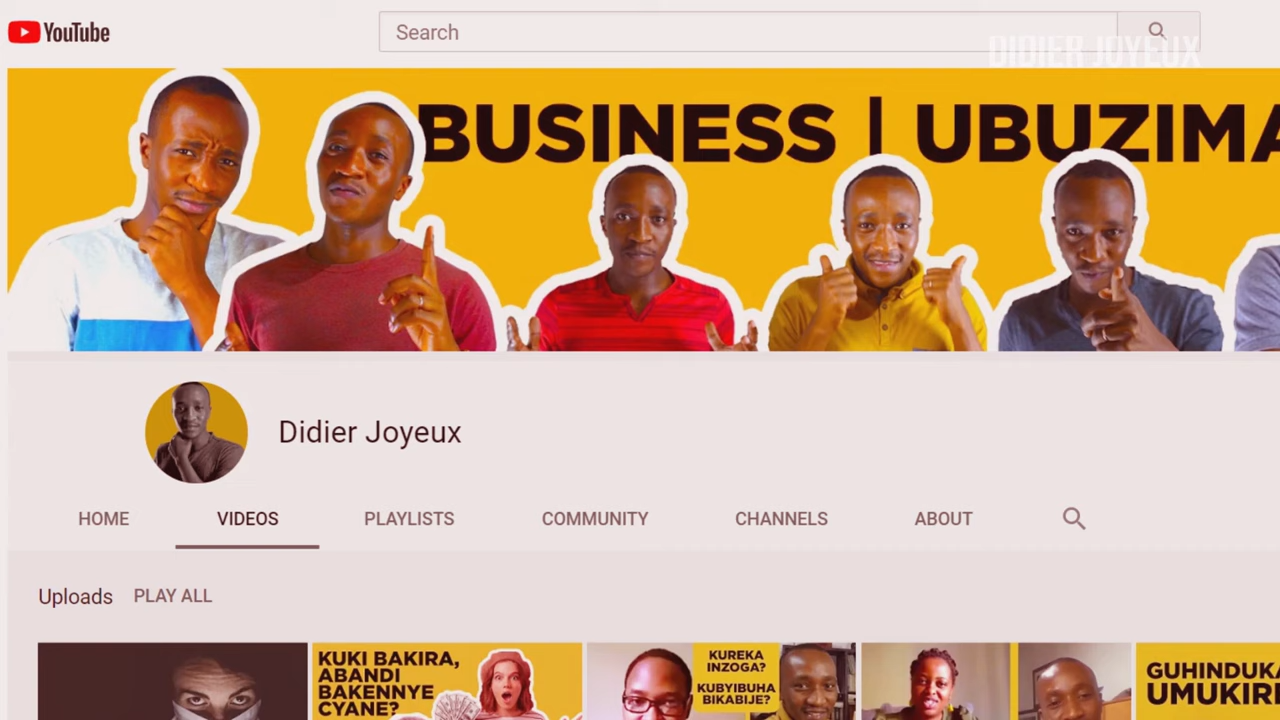 YouTube
Search
DIDIER JOYEUX
BUSINESS | UBUZIMA
Didier Joyeux
HOME VIDEOS PLAYLISTS COMMUNITY CHANNELS ABOUT
Uploads PLAY ALL
KUKI BAKIRA,
ABANDI
BAKENNYE
CYANE?
KUREKA
INZOGA?
KUBYIBUHA
BIKABIJE?
GUHINDUKA
UMUKIRE